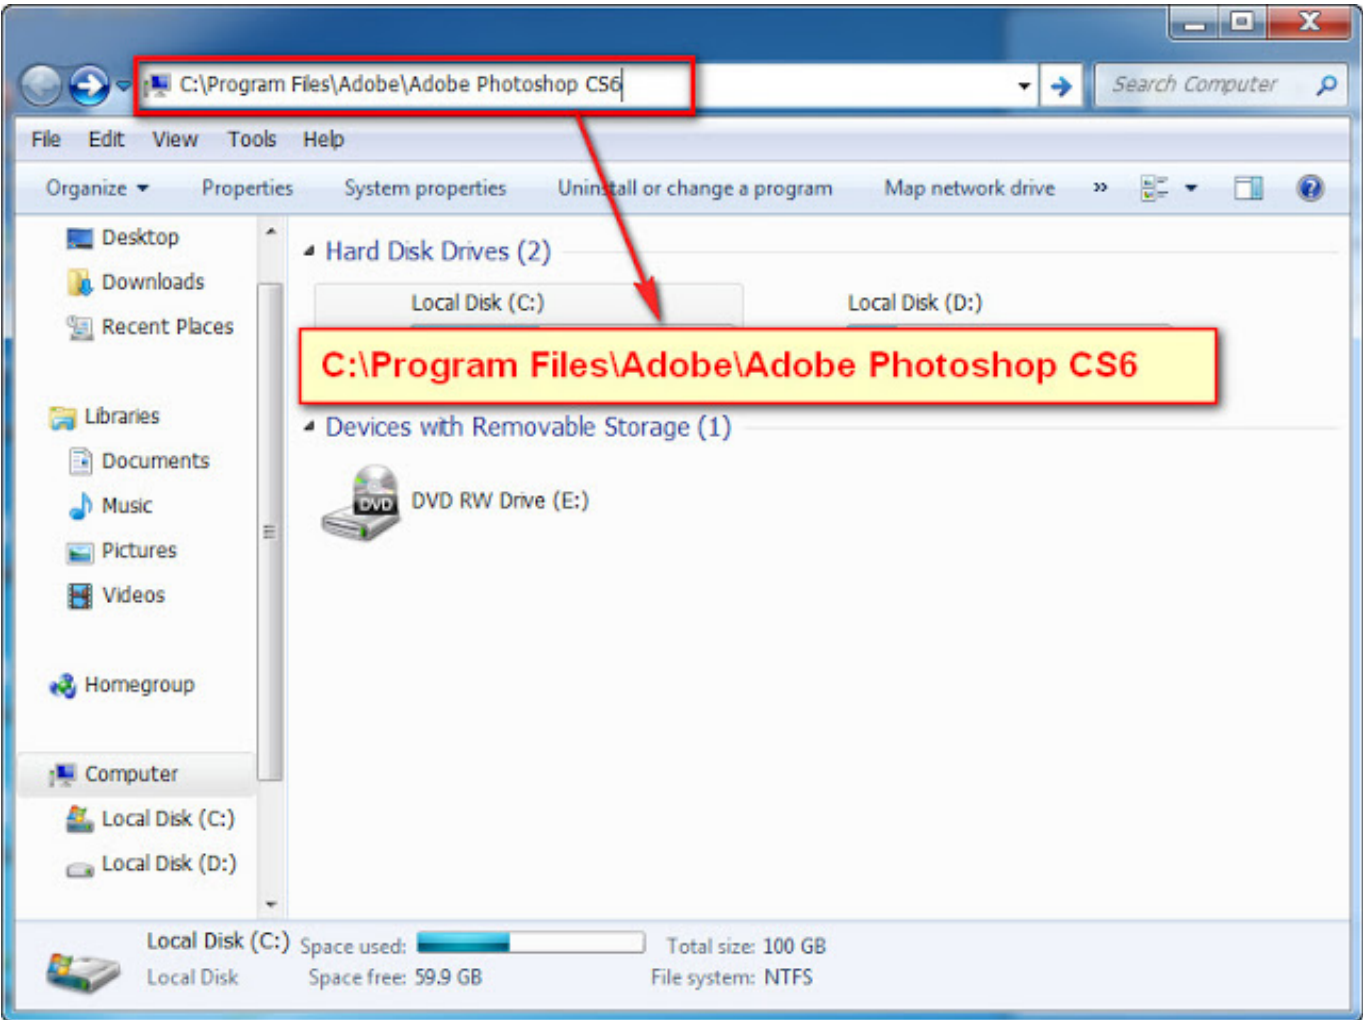 C:\Program Files\Adobe\Adobe Photoshop CS6
Search Computer
File Edit View Tools Help
Organize Properties System properties Uninstall or change a program Map network drive »
Desktop
Downloads
Recent Places
Libraries
Documents
Music
Pictures
Videos
Homegroup
Computer
Local Disk (C:)
Local Disk (D:)
Hard Disk Drives (2)
Local Disk (C:)
Local Disk (D:)
C:\Program Files\Adobe\Adobe Photoshop CS6
Devices with Removable Storage (1)
DVD
DVD RW Drive (E:)
Local Disk (C:) Space used: Total size: 100 GB
Local Disk Space free: 59.9 GB File system: NTFS